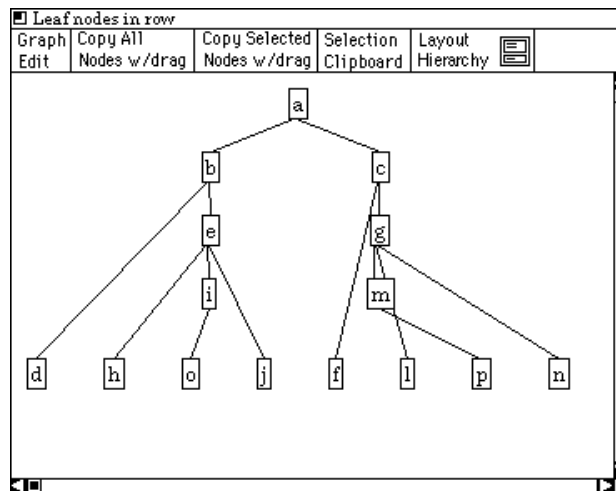 Leaf nodes in row
Graph Edit
Copy All Nodes w/drag
Copy Selected Nodes w/drag
Selection Clipboard
Layout Hierarchy
a
b c
e g
i m
d h o j f l p n